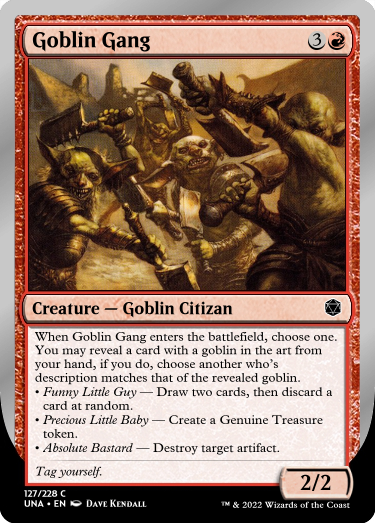 Goblin Gang 3
Creature — Goblin Citizan
When Goblin Gang enters the battlefield, choose one.
You may reveal a card with a goblin in the art from
your hand, if you do, choose another who's
description matches that of the revealed goblin.
• Funny Little Guy — Draw two cards, then discard a
card at random.
• Precious Little Baby — Create a Genuine Treasure
token.
• Absolute Bastard — Destroy target artifact.
Tag yourself.
2/2
127/228 C
UNA • EN Dave Kendall
™ & 2022 Wizards of the Coast